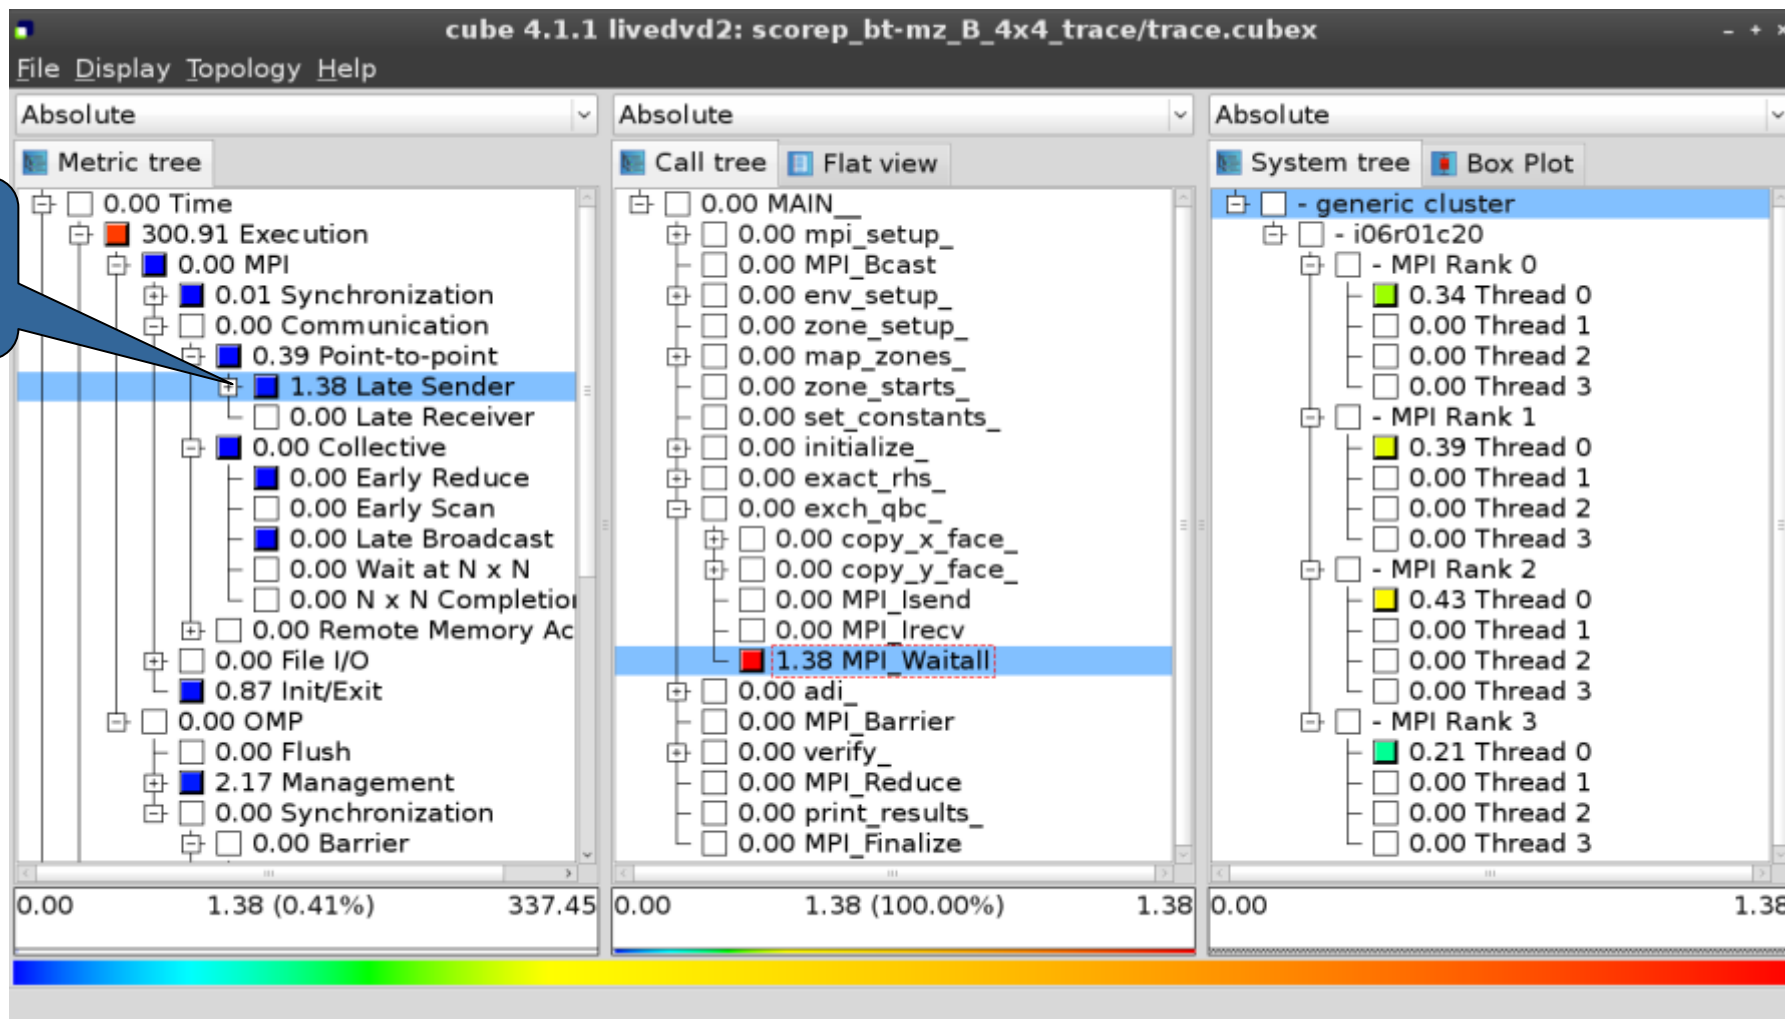 cube 4.1.1 livedvd2: scorep_bt-mz_B_4x4_trace/trace.cubex
File Display Topology Help
Absolute
Metric tree
0.00 Time
300.91 Execution
0.00 MPI
0.01 Synchronization
0.00 Communication
0.39 Point-to-point
1.38 Late Sender
0.00 Late Receiver
0.00 Collective
0.00 Early Reduce
0.00 Early Scan
0.00 Late Broadcast
0.00 Wait at N x N
0.00 N x N Completion
0.00 Remote Memory Ac
0.00 File I/O
0.87 Init/Exit
0.00 OMP
0.00 Flush
2.17 Management
0.00 Synchronization
0.00 Barrier
0.00 1.38 (0.41%) 337.45
Absolute
Call tree Flat view
0.00 MAIN__
0.00 mpi_setup_
0.00 MPI_Bcast
0.00 env_setup_
0.00 zone_setup_
0.00 map_zones_
0.00 zone_starts_
0.00 set_constants_
0.00 initialize_
0.00 exact_rhs_
0.00 exch_qbc_
0.00 copy_x_face_
0.00 copy_y_face_
0.00 MPI_Isend
0.00 MPI_Irecv
1.38 MPI_Waitall
0.00 adi_
0.00 MPI_Barrier
0.00 verify_
0.00 MPI_Reduce
0.00 print_results_
0.00 MPI_Finalize
0.00 1.38 (100.00%) 1.38
Absolute
System tree Box Plot
- generic cluster
- i06r01c20
- MPI Rank 0
0.34 Thread 0
0.00 Thread 1
0.00 Thread 2
0.00 Thread 3
- MPI Rank 1
0.39 Thread 0
0.00 Thread 1
0.00 Thread 2
0.00 Thread 3
- MPI Rank 2
0.43 Thread 0
0.00 Thread 1
0.00 Thread 2
0.00 Thread 3
- MPI Rank 3
0.21 Thread 0
0.00 Thread 1
0.00 Thread 2
0.00 Thread 3
0.00 1.38